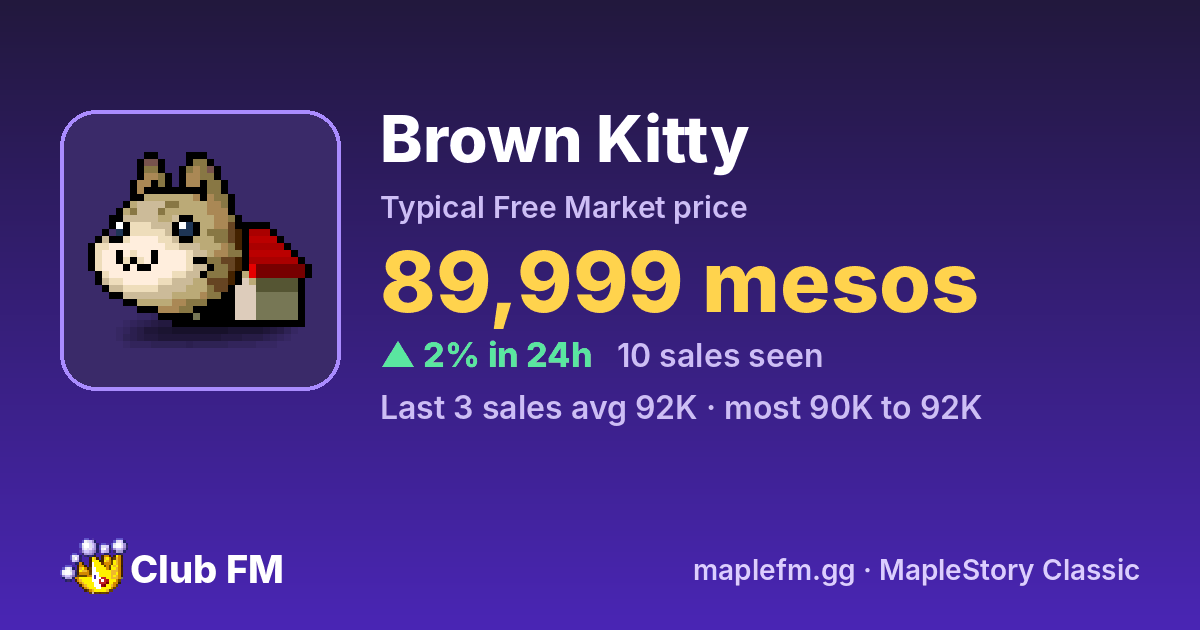 Brown Kitty
Typical Free Market price
89,999 mesos
▲ 2% in 24h 10 sales seen
Last 3 sales avg 92K · most 90K to 92K
Club FM
maplefm.gg · MapleStory Classic